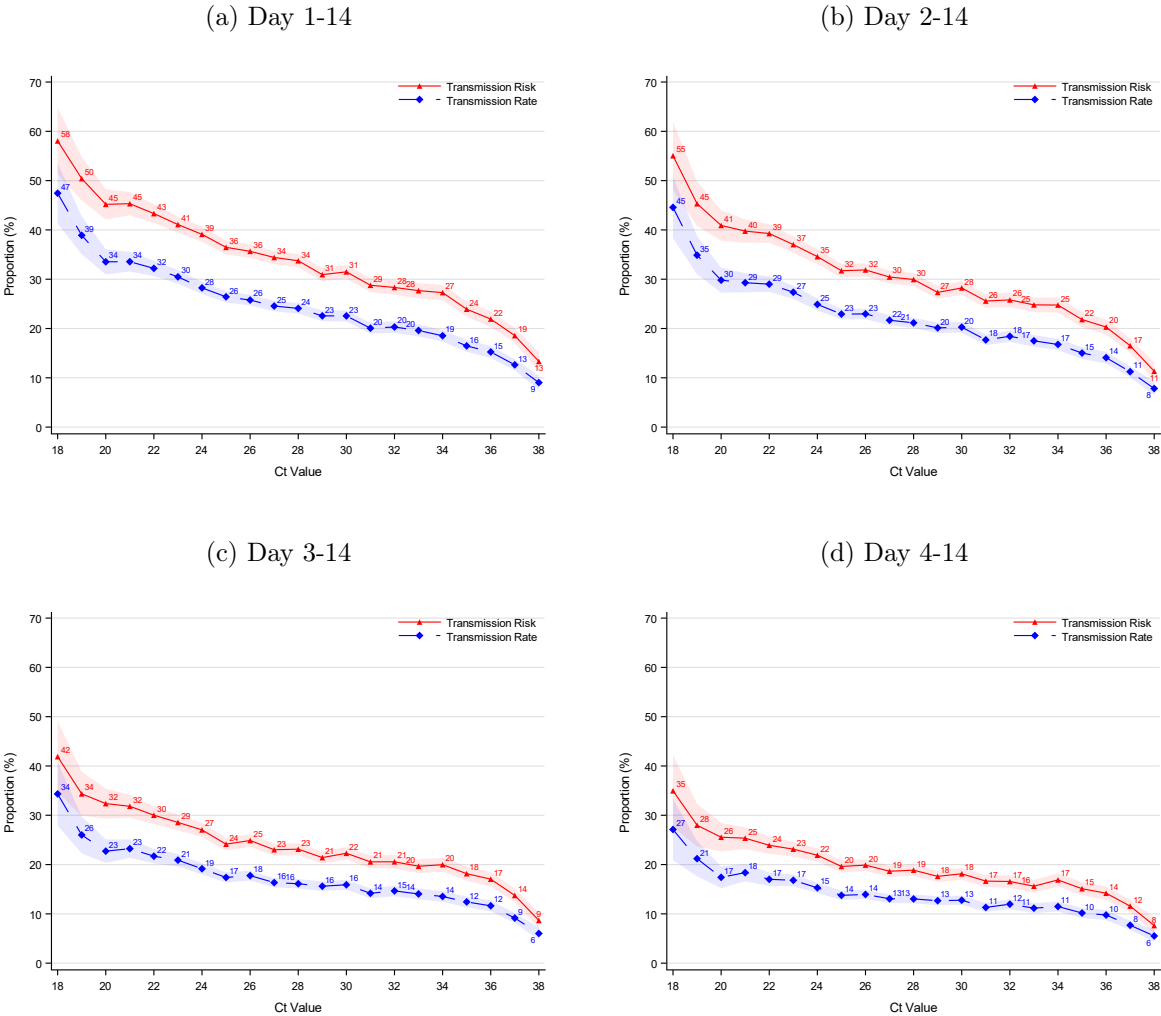 (a) Day 1-14
70
60
50
40
30
20
10
0
Proportion (%)
Transmission Risk
Transmission Rate
58 50 45 45 43 41 39 36 36 34 34 31 31 29 28 28 27 24 22 19 13
47 39 34 34 32 30 28 26 26 25 24 23 23 20 20 20 19 16 15 13 9
18 20 22 24 26 28 30 32 34 36 38
Ct Value
(b) Day 2-14
70
60
50
40
30
20
10
0
Proportion (%)
Transmission Risk
Transmission Rate
55 45 41 40 39 37 35 32 32 30 30 27 28 26 26 25 25 22 20 17 11
45 35 30 29 29 27 25 23 23 22 21 20 20 18 18 17 17 15 14 11 8
18 20 22 24 26 28 30 32 34 36 38
Ct Value
(c) Day 3-14
70
60
50
40
30
20
10
0
Proportion (%)
Transmission Risk
Transmission Rate
42 34 32 32 30 29 27 24 25 23 23 21 22 21 21 20 20 18 17 14 9
34 26 23 23 22 21 19 17 18 16 16 16 16 14 15 14 14 12 12 9 6
18 20 22 24 26 28 30 32 34 36 38
Ct Value
(d) Day 4-14
70
60
50
40
30
20
10
0
Proportion (%)
Transmission Risk
Transmission Rate
35 28 26 25 24 23 22 20 20 19 19 18 18 17 17 16 17 15 14 12 8
27 21 17 18 17 17 15 14 14 13 13 13 13 11 12 11 11 10 10 8 6
18 20 22 24 26 28 30 32 34 36 38
Ct Value